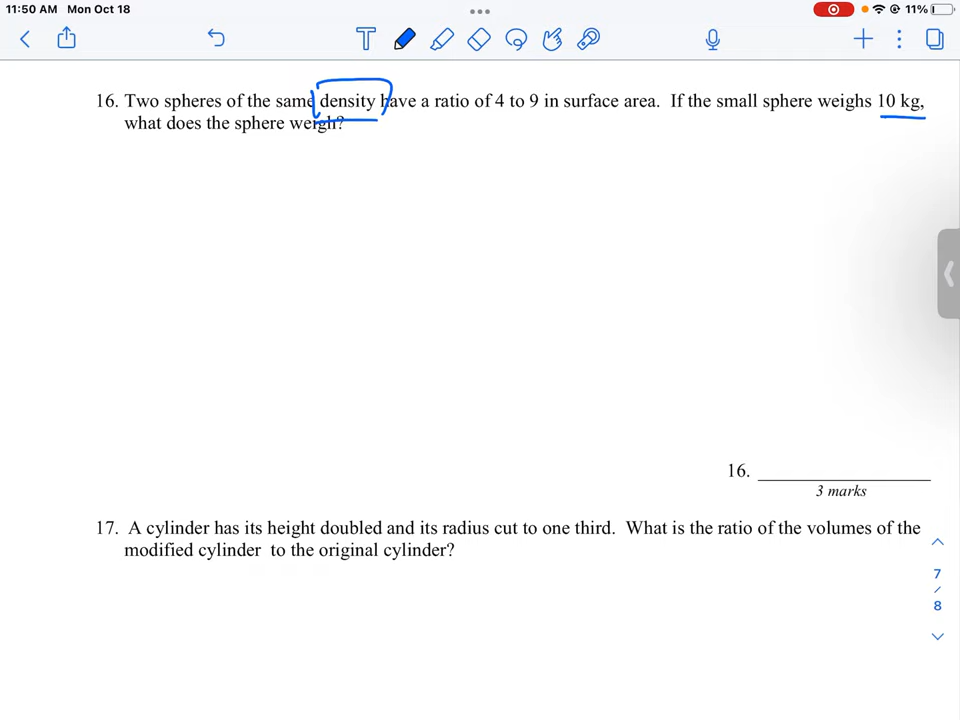 11:50 AM Mon Oct 18
11%
T
16. Two spheres of the same density have a ratio of 4 to 9 in surface area. If the small sphere weighs 10 kg,
what does the sphere weigh?
16. ____________________
3 marks
17. A cylinder has its height doubled and its radius cut to one third. What is the ratio of the volumes of the
modified cylinder to the original cylinder?
7
/
8